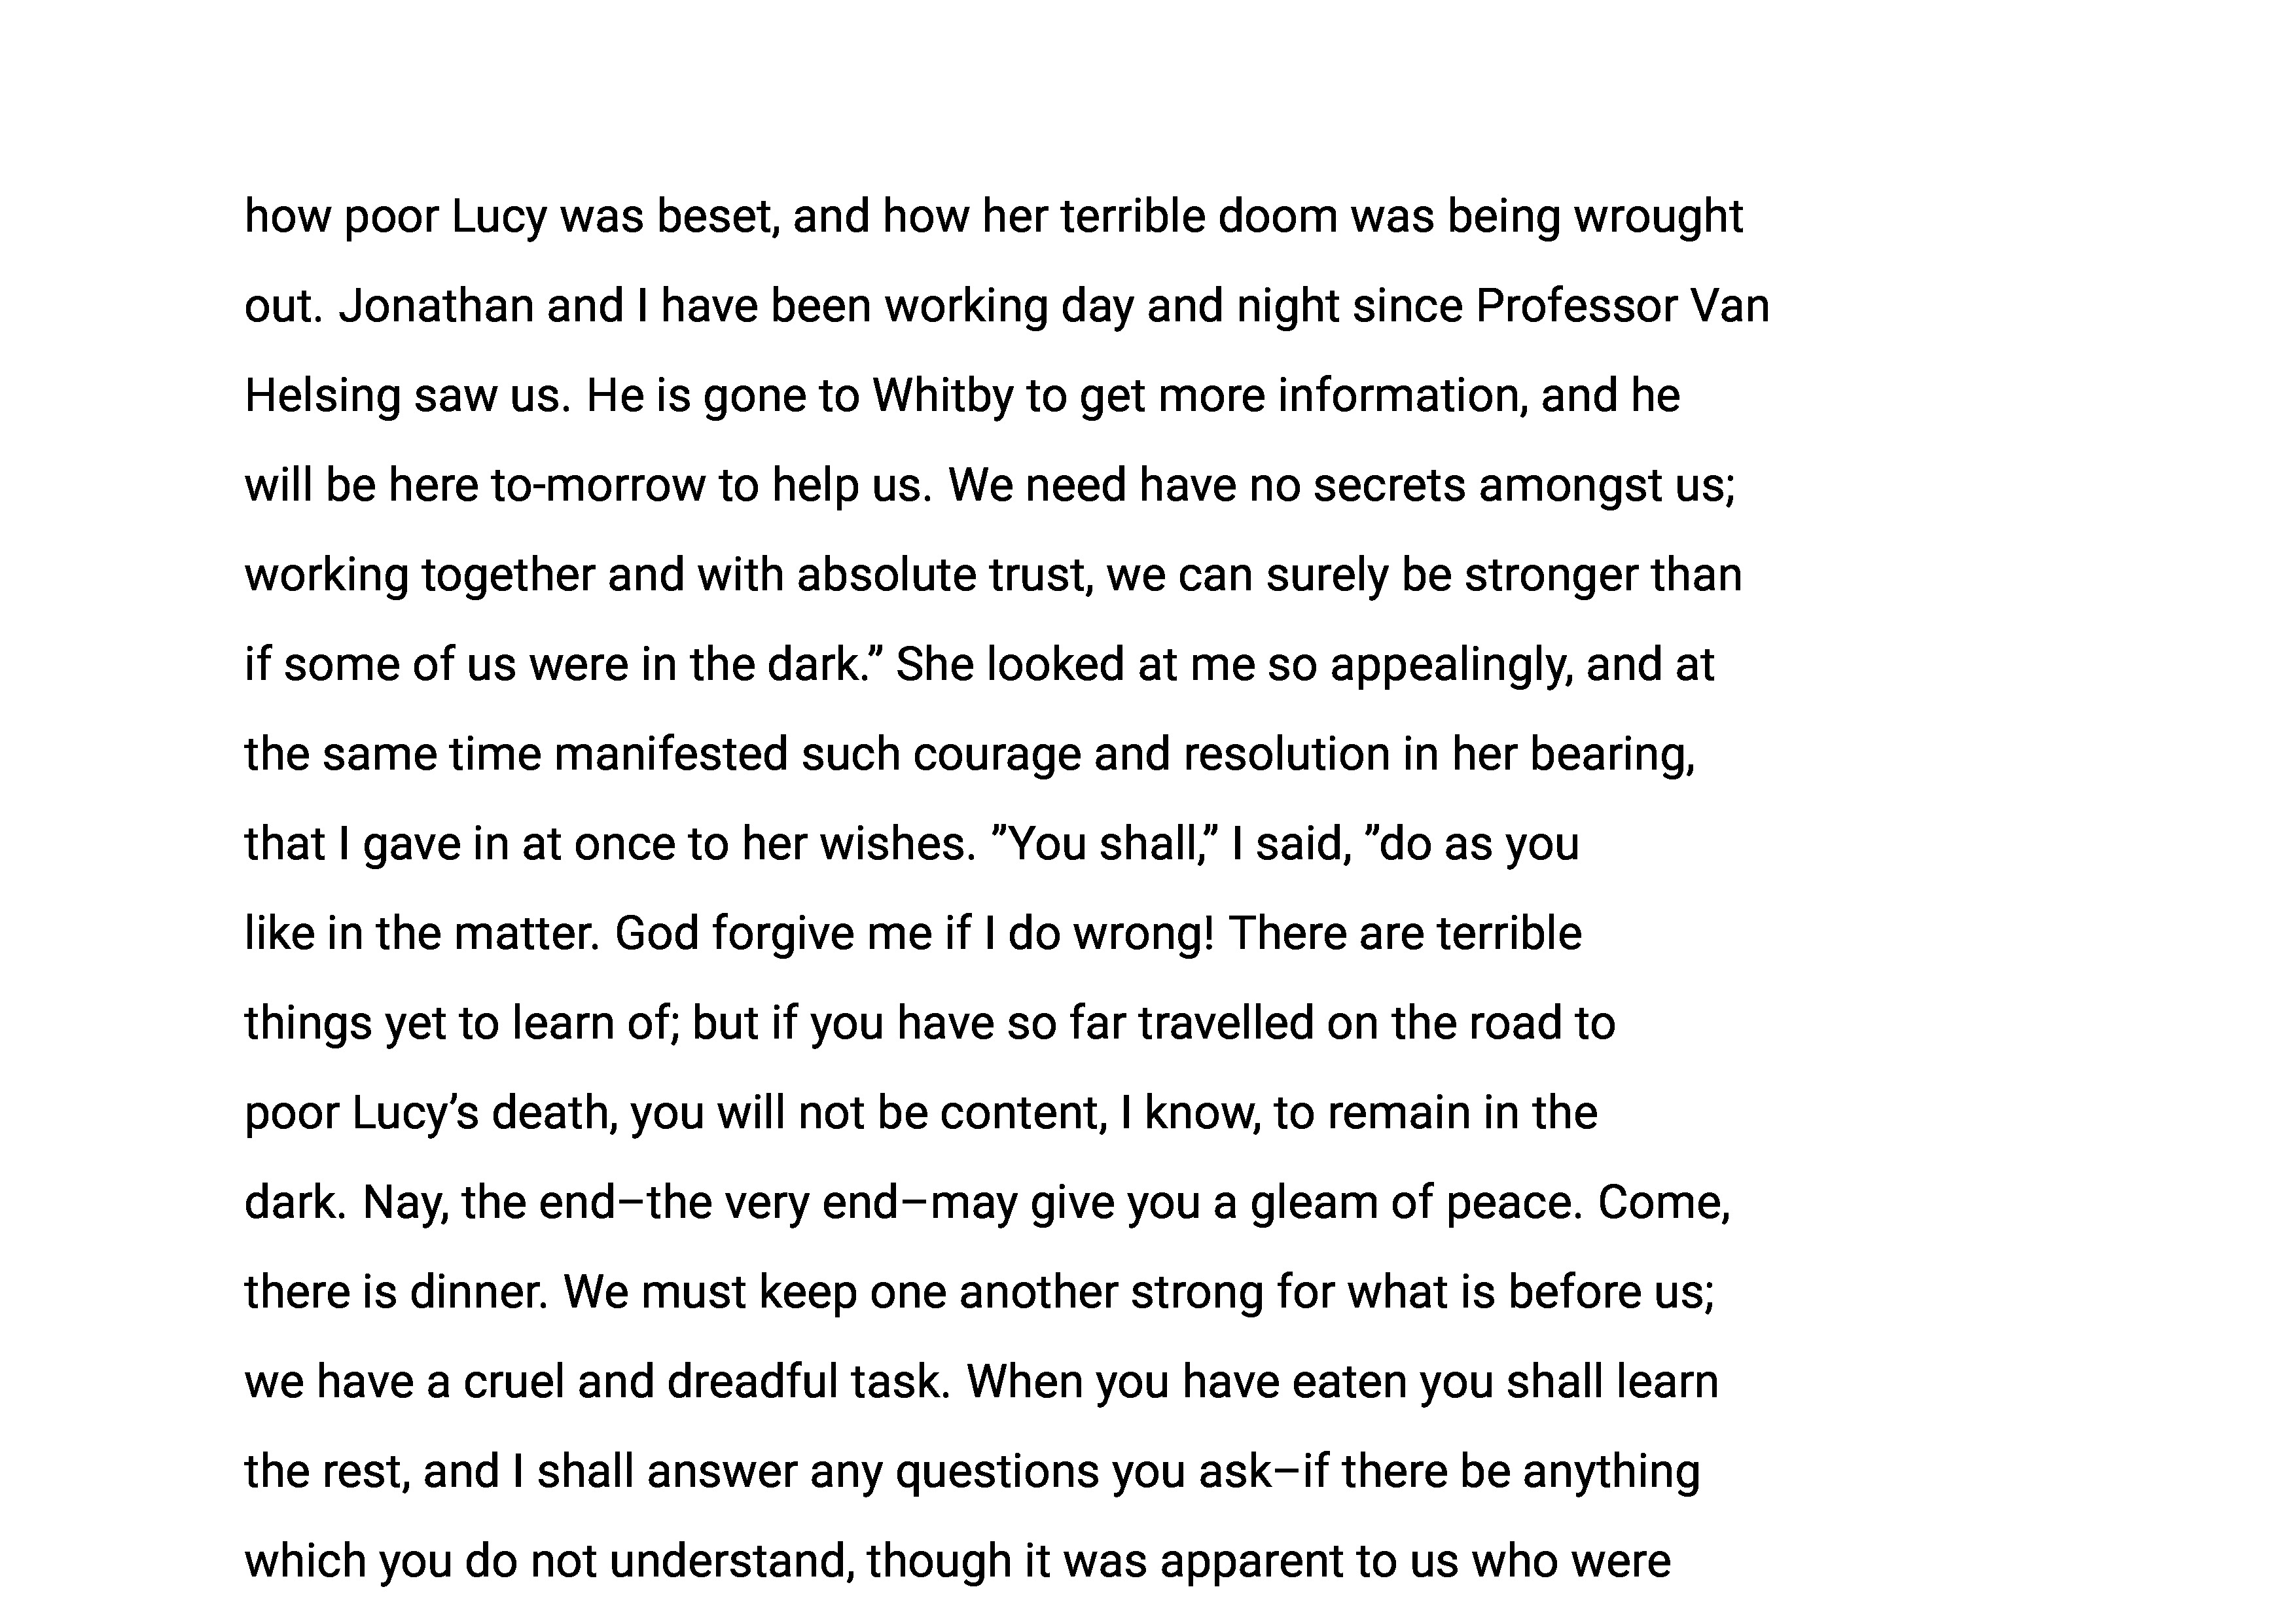 how poor Lucy was beset, and how her terrible doom was being wrought
out. Jonathan and I have been working day and night since Professor Van
Helsing saw us. He is gone to Whitby to get more information, and he
will be here to-morrow to help us. We need have no secrets amongst us;
working together and with absolute trust, we can surely be stronger than
if some of us were in the dark.” She looked at me so appealingly, and at
the same time manifested such courage and resolution in her bearing,
that I gave in at once to her wishes. ”You shall,” I said, ”do as you
like in the matter. God forgive me if I do wrong! There are terrible
things yet to learn of; but if you have so far travelled on the road to
poor Lucy’s death, you will not be content, I know, to remain in the
dark. Nay, the end–the very end–may give you a gleam of peace. Come,
there is dinner. We must keep one another strong for what is before us;
we have a cruel and dreadful task. When you have eaten you shall learn
the rest, and I shall answer any questions you ask–if there be anything
which you do not understand, though it was apparent to us who were